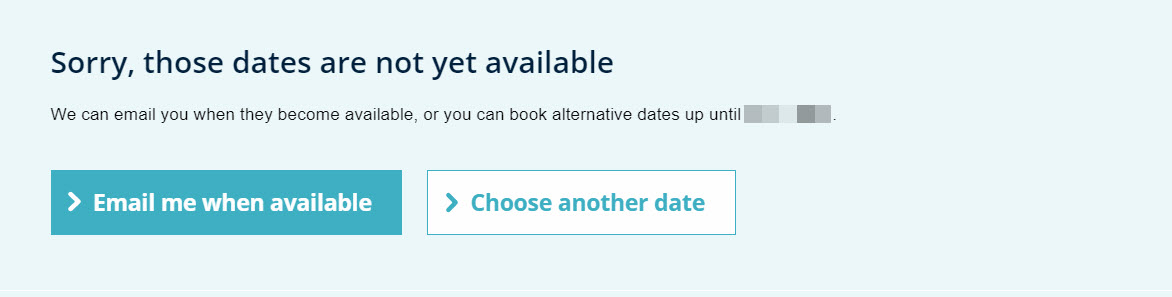 Sorry, those dates are not yet available
We can email you when they become available, or you can book alternative dates up until .
Email me when available
Choose another date